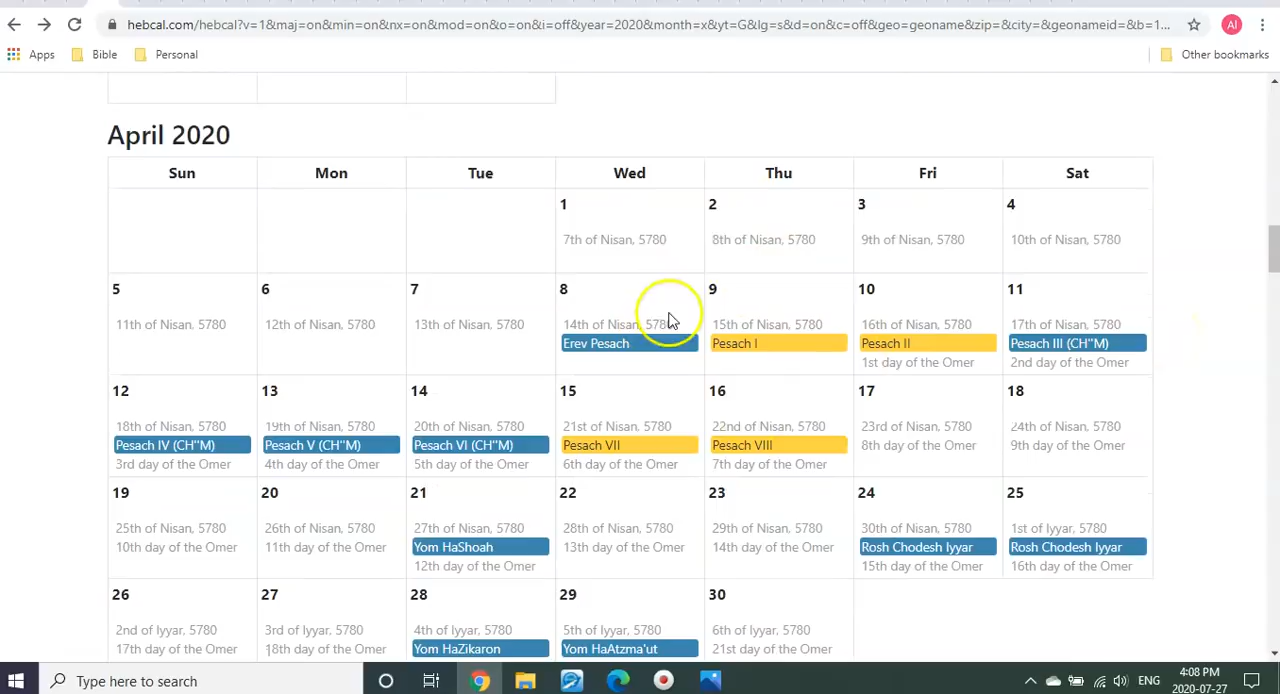 hebcal.com/hebcal?v=1&maj=on&min=on&nx=on&mod=on&o=on&i=off&year=2020&month=x&yt=G&lg=s&d=on&c=off&geo=geoname&zip=&city=&geonameid=&b=1...
AI
Apps Bible Personal Other bookmarks
April 2020
Sun Mon Tue Wed Thu Fri Sat
1 2 3 4
7th of Nisan, 5780 8th of Nisan, 5780 9th of Nisan, 5780 10th of Nisan, 5780
5 6 7 8 9 10 11
11th of Nisan, 5780 12th of Nisan, 5780 13th of Nisan, 5780 14th of Nisan, 5780 15th of Nisan, 5780 16th of Nisan, 5780 17th of Nisan, 5780
Erev Pesach Pesach I Pesach II Pesach III (CH''M)
1st day of the Omer 2nd day of the Omer
12 13 14 15 16 17 18
18th of Nisan, 5780 19th of Nisan, 5780 20th of Nisan, 5780 21st of Nisan, 5780 22nd of Nisan, 5780 23rd of Nisan, 5780 24th of Nisan, 5780
Pesach IV (CH''M) Pesach V (CH''M) Pesach VI (CH''M) Pesach VII Pesach VIII 8th day of the Omer 9th day of the Omer
3rd day of the Omer 4th day of the Omer 5th day of the Omer 6th day of the Omer 7th day of the Omer
19 20 21 22 23 24 25
25th of Nisan, 5780 26th of Nisan, 5780 27th of Nisan, 5780 28th of Nisan, 5780 29th of Nisan, 5780 30th of Nisan, 5780 1st of Iyyar, 5780
10th day of the Omer 11th day of the Omer Yom HaShoah 13th day of the Omer 14th day of the Omer Rosh Chodesh Iyyar Rosh Chodesh Iyyar
12th day of the Omer 15th day of the Omer 16th day of the Omer
26 27 28 29 30
2nd of Iyyar, 5780 3rd of Iyyar, 5780 4th of Iyyar, 5780 5th of Iyyar, 5780 6th of Iyyar, 5780
17th day of the Omer 18th day of the Omer Yom HaZikaron Yom HaAtzma'ut 21st day of the Omer
Type here to search
ENG
4:08 PM
2020-07-27